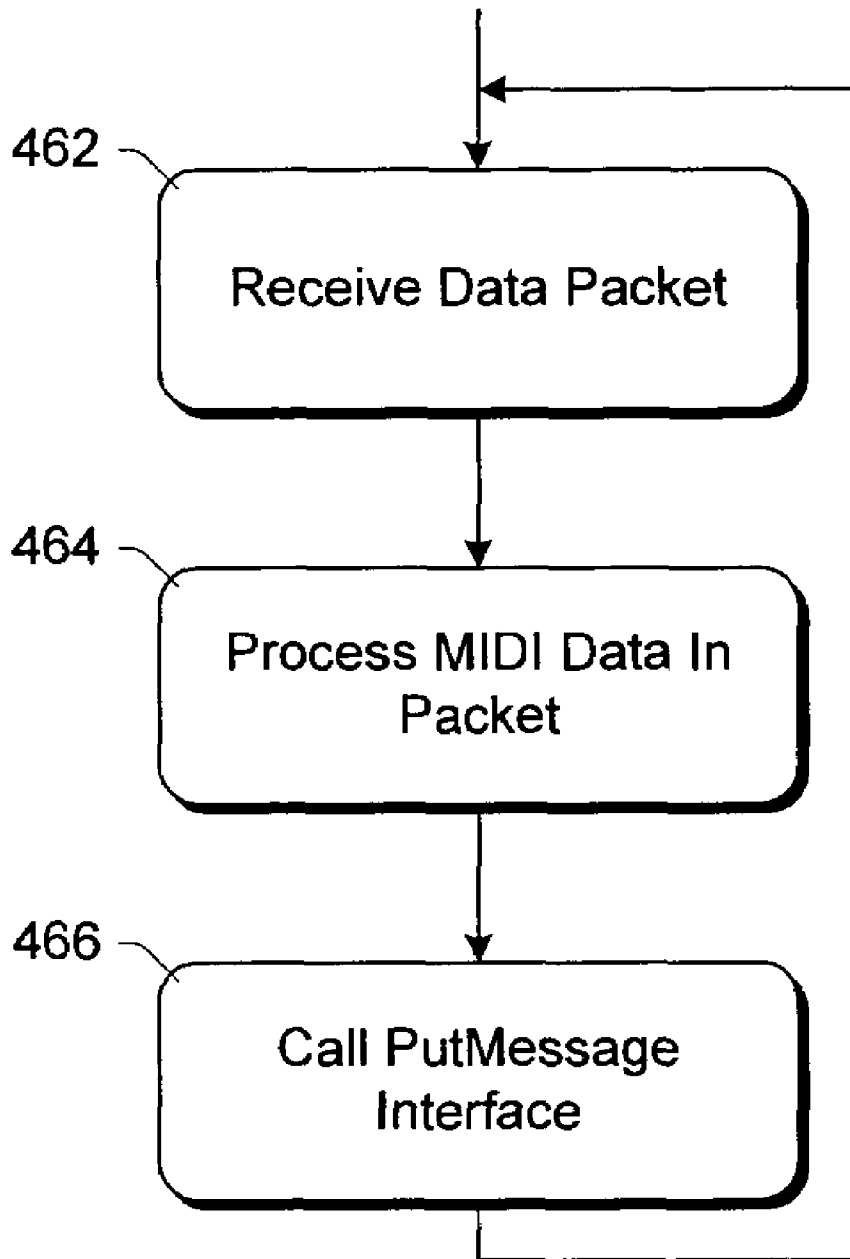 462
Receive Data Packet
464
Process MIDI Data In
Packet
466
Call PutMessage
Interface